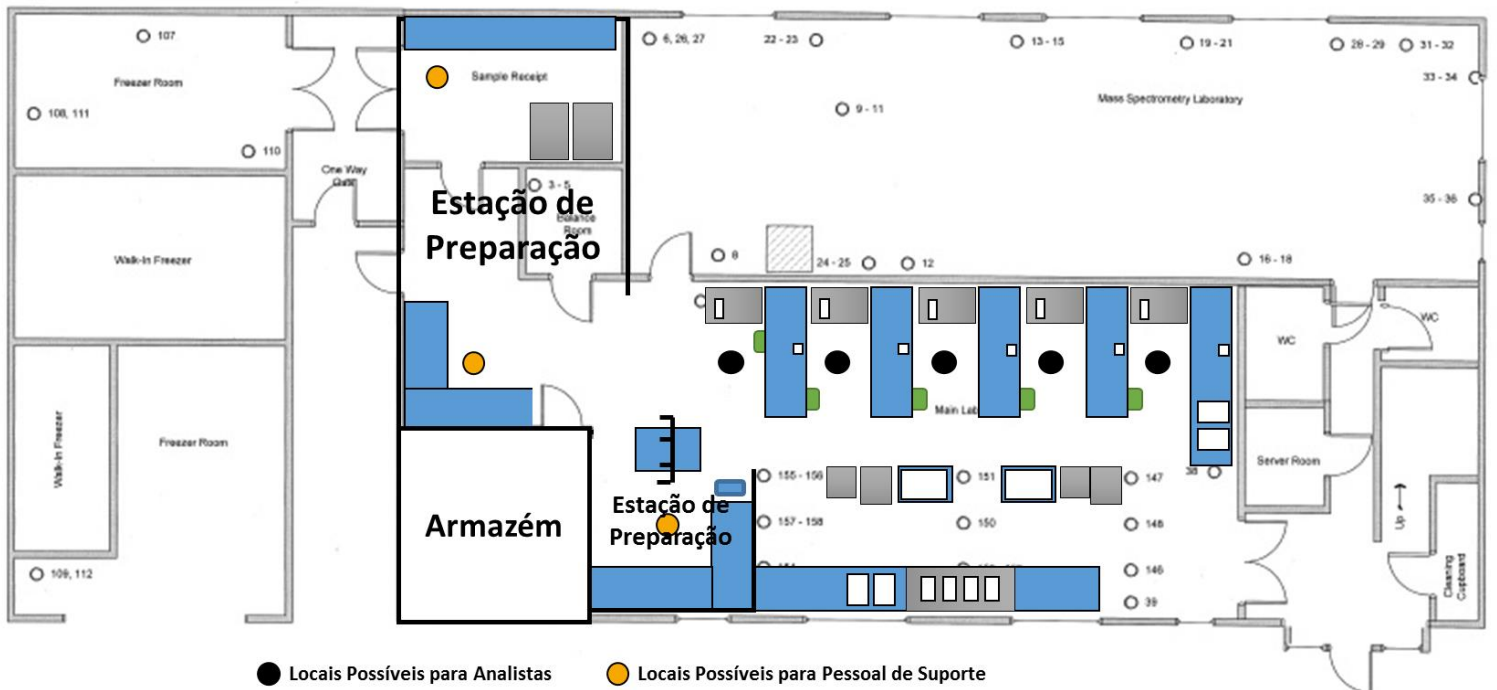 107
6, 26, 27
22 - 23
13 - 15
19 - 21
28 - 29
31 - 32
Sample Receipt
Freezer Room
33 - 34
Mass Spectrometry Laboratory
9 - 11
108, 111
110
One Way
3 - 5
Estação de
Preparação
Balance
Room
35 - 36
Walk-In Freezer
8
24 - 25
12
16 - 18
WC
WC
Main Lab
Walk-In Freezer
Freezer Room
Server Room
38
155 - 156
151
147
Estação de
Preparação
Armazém
157 - 158
150
148
Up
109, 112
146
39
Cleaning
Cupboard
Locais Possíveis para Analistas
Locais Possíveis para Pessoal de Suporte